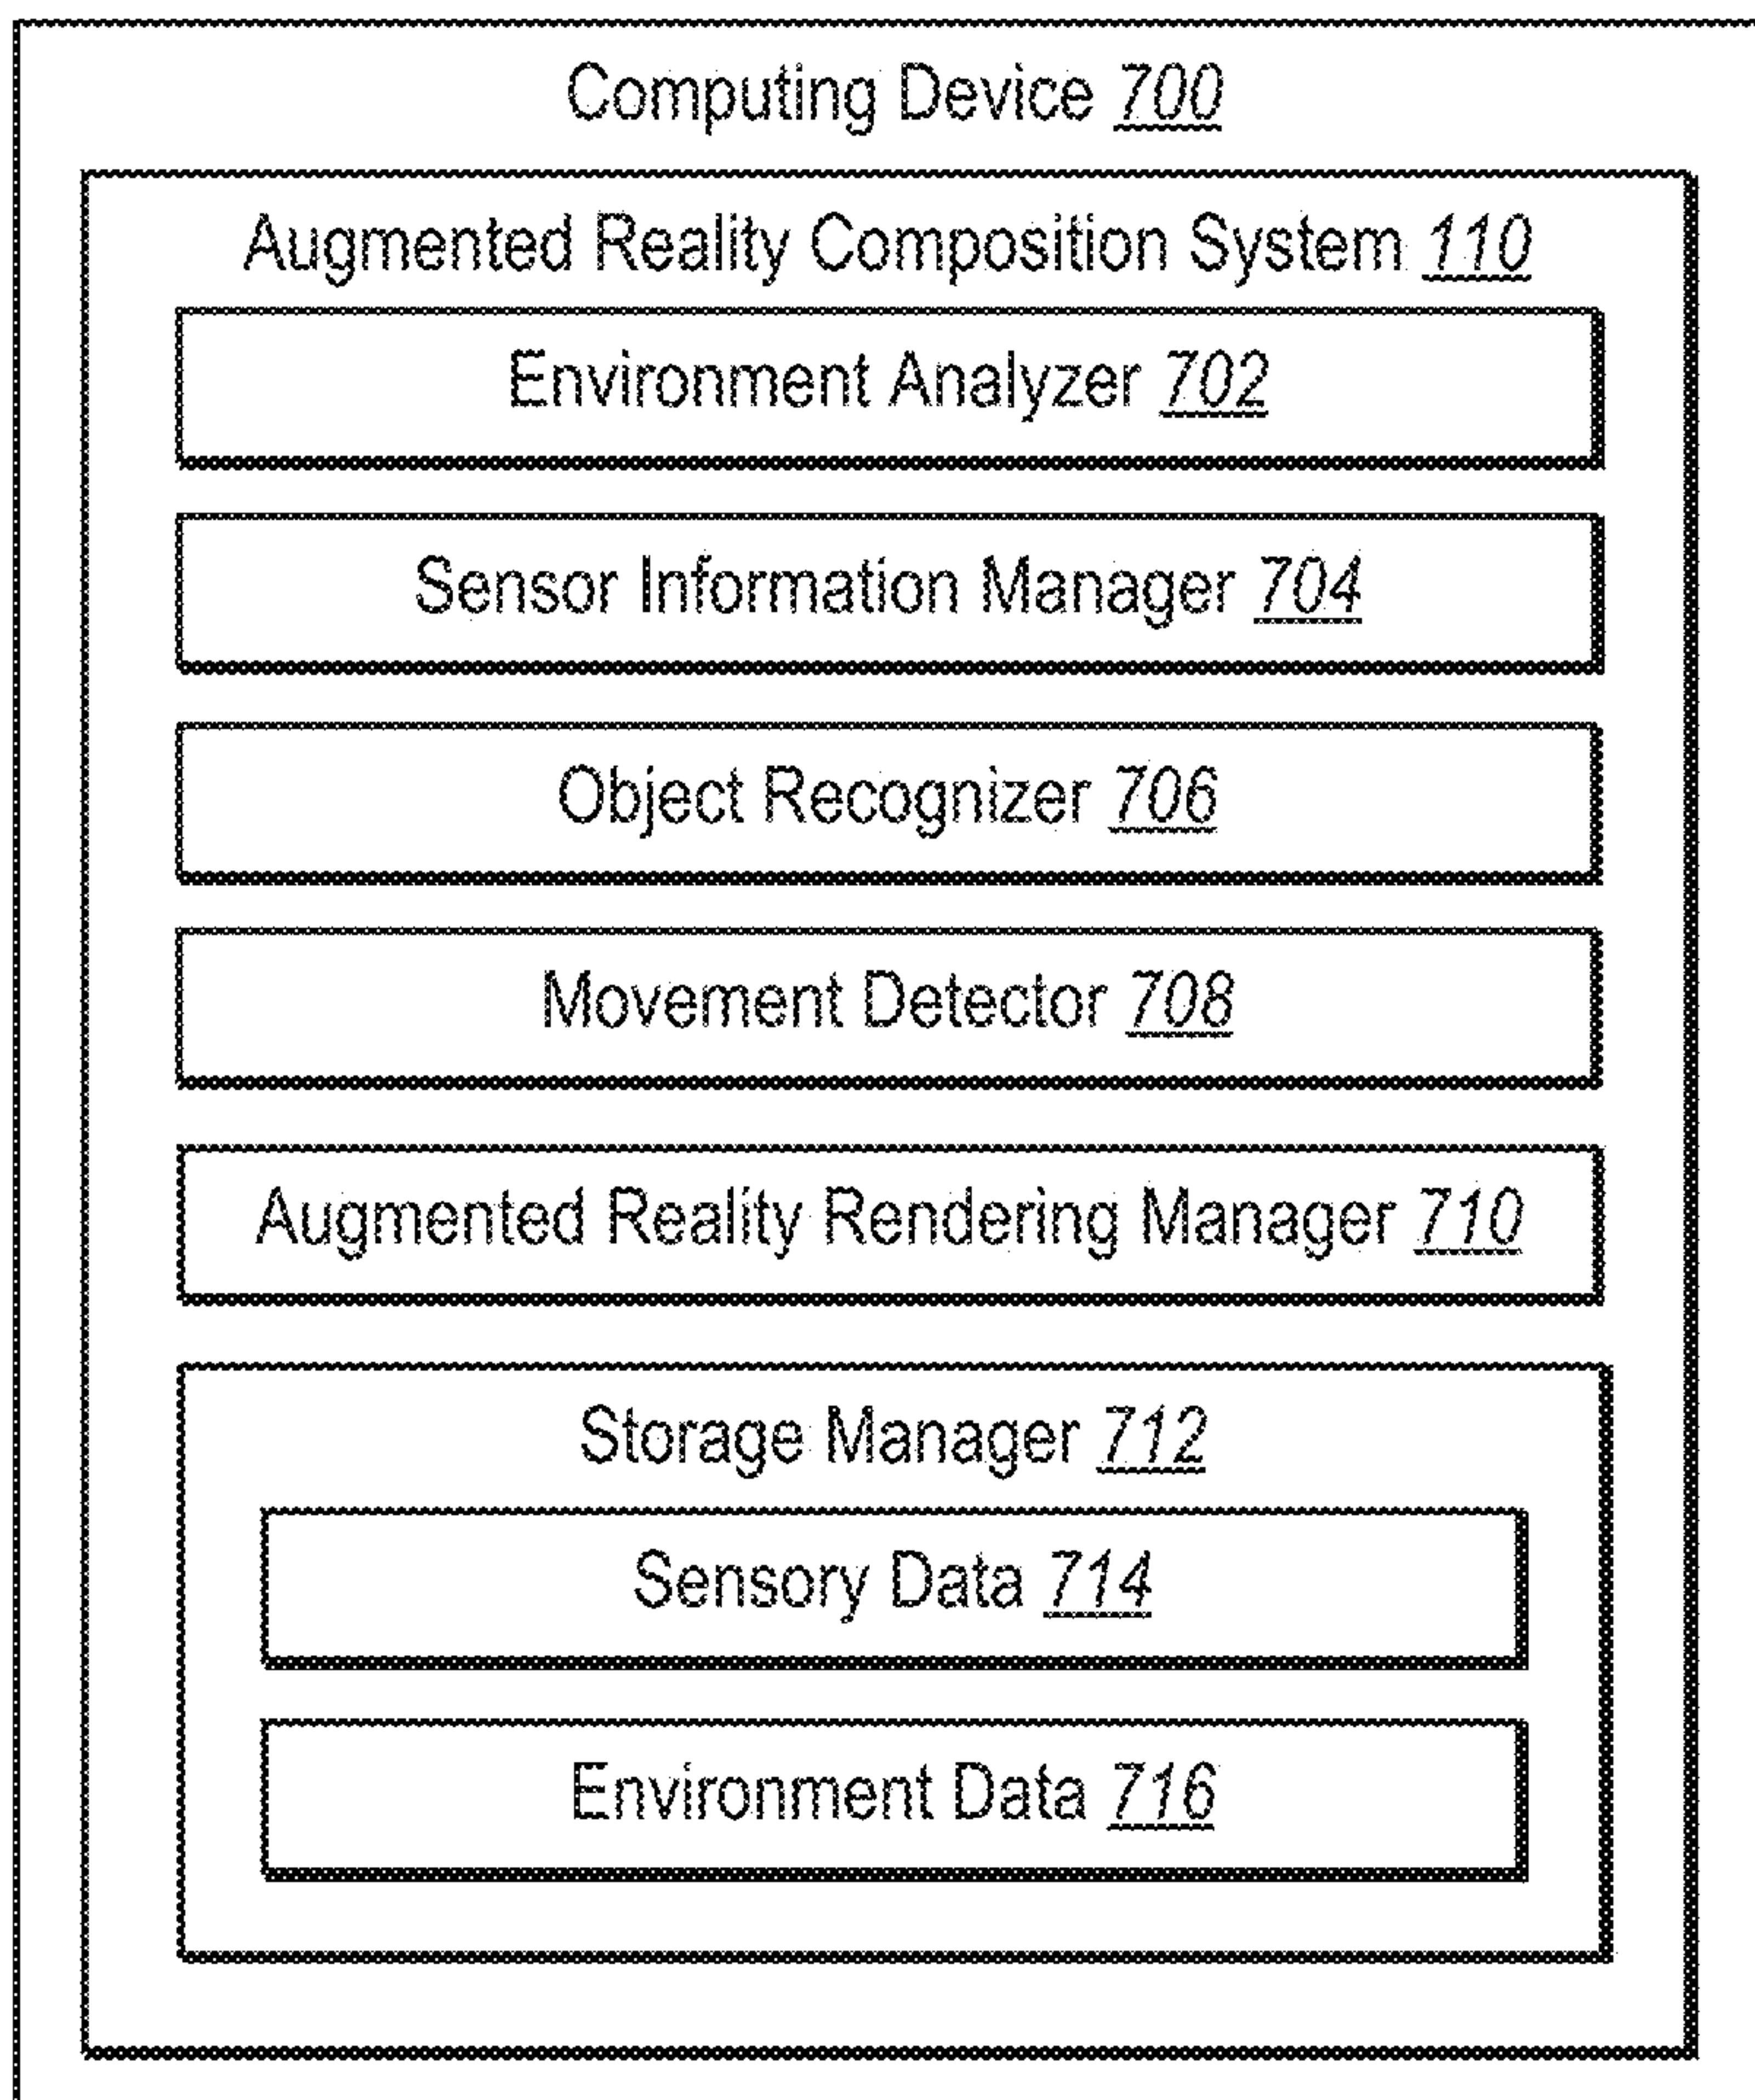 Computing Device 700
Augmented Reality Composition System 110
Environment Analyzer 702
Sensor Information Manager 704
Object Recognizer 706
Movement Detector 708
Augmented Reality Rendering Manager 710
Storage Manager 712
Sensory Data 714
Environment Data 716